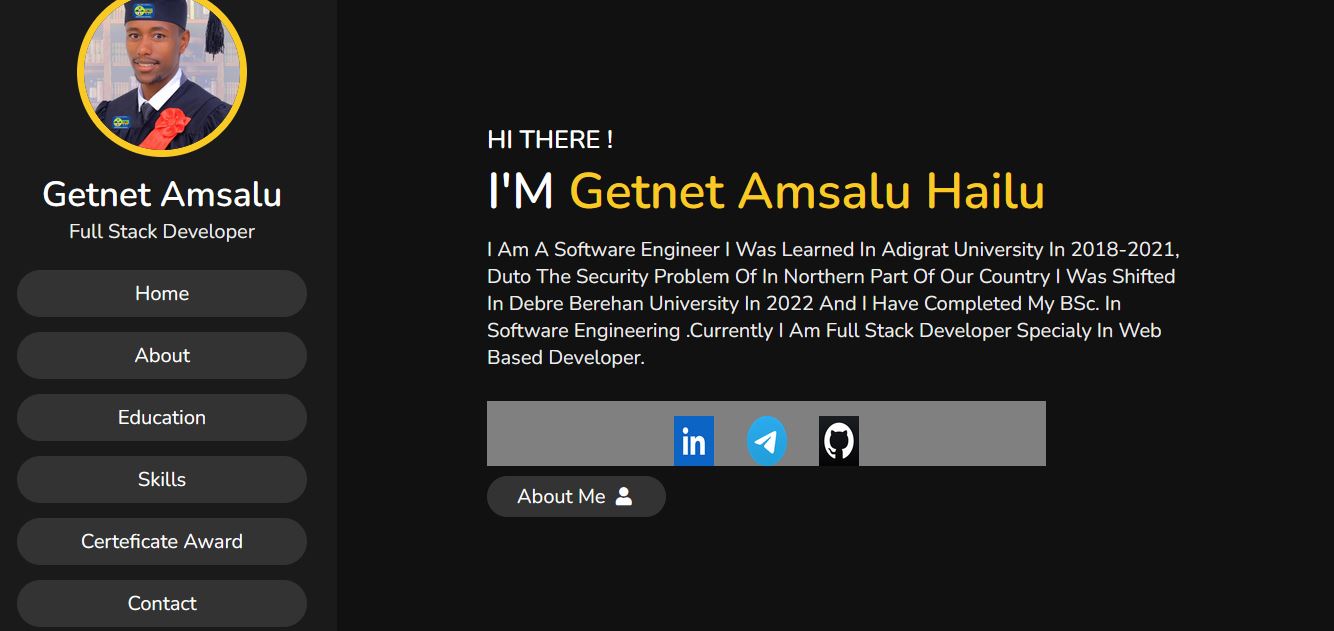 Getnet Amsalu
Full Stack Developer
Home
About
Education
Skills
Certeficate Award
Contact
HI THERE !
I'M Getnet Amsalu Hailu
I Am A Software Engineer I Was Learned In Adigrat University In 2018-2021,
Duto The Security Problem Of In Northern Part Of Our Country I Was Shifted
In Debre Berehan University In 2022 And I Have Completed My BSc. In
Software Engineering .Currently I Am Full Stack Developer Specialy In Web
Based Developer.
in
About Me